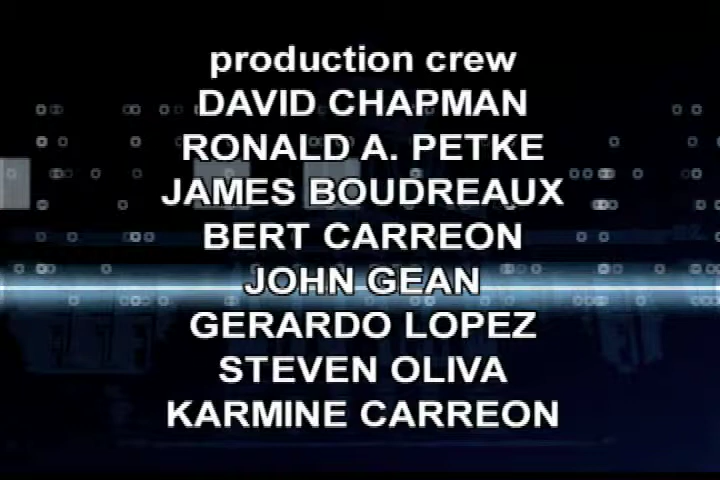 production crew
DAVID CHAPMAN
RONALD A. PETKE
JAMES BOUDREAUX
BERT CARREON
JOHN GEAN
GERARDO LOPEZ
STEVEN OLIVA
KARMINE CARREON